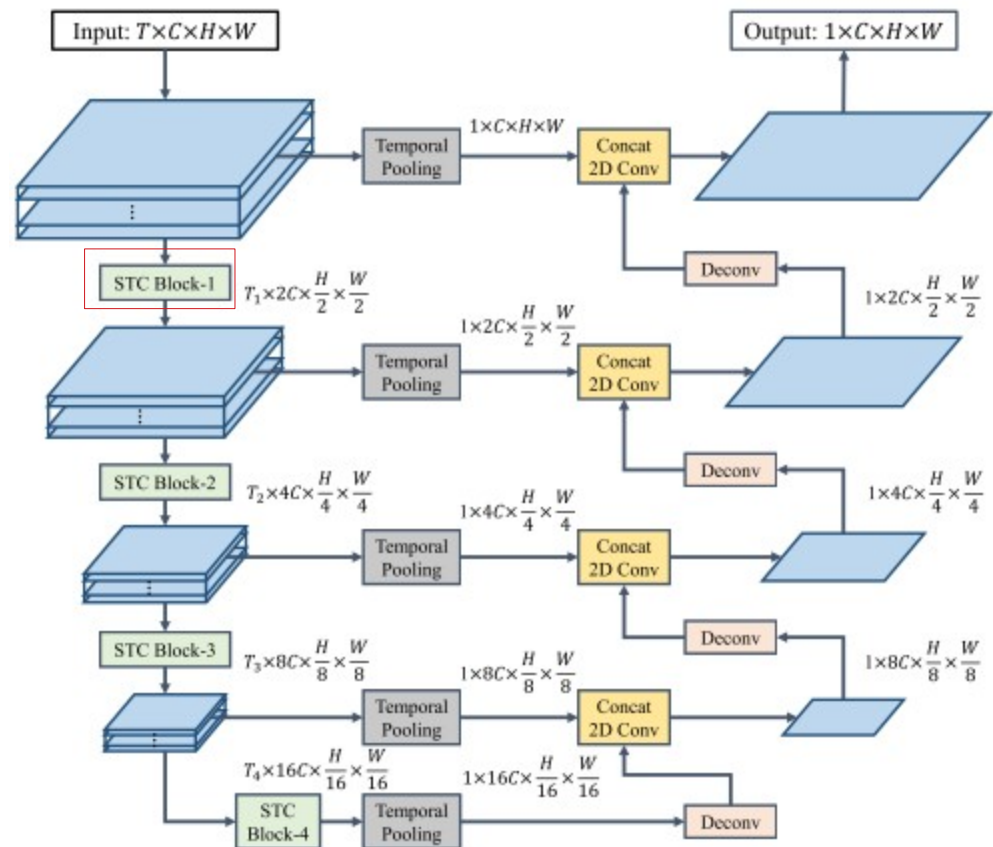 Input: T×C×H×W
Output: 1×C×H×W
Temporal
Pooling
1×C×H×W
Concat
2D Conv
STC Block-1
T₁×2C×H/2×W/2
Deconv
1×2C×H/2×W/2
Temporal
Pooling
1×2C×H/2×W/2
Concat
2D Conv
STC Block-2
T₂×4C×H/4×W/4
Deconv
1×4C×H/4×W/4
Temporal
Pooling
1×4C×H/4×W/4
Concat
2D Conv
STC Block-3
T₃×8C×H/8×W/8
Deconv
1×8C×H/8×W/8
Temporal
Pooling
1×8C×H/8×W/8
Concat
2D Conv
T₄×16C×H/16×W/16
1×16C×H/16×W/16
STC
Block-4
Temporal
Pooling
Deconv